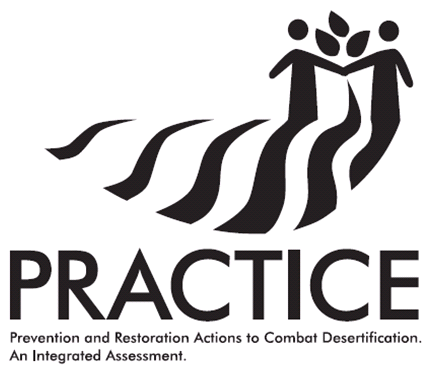 PRACTICE
Prevention and Restoration Actions to Combat Desertification.
An Integrated Assessment.